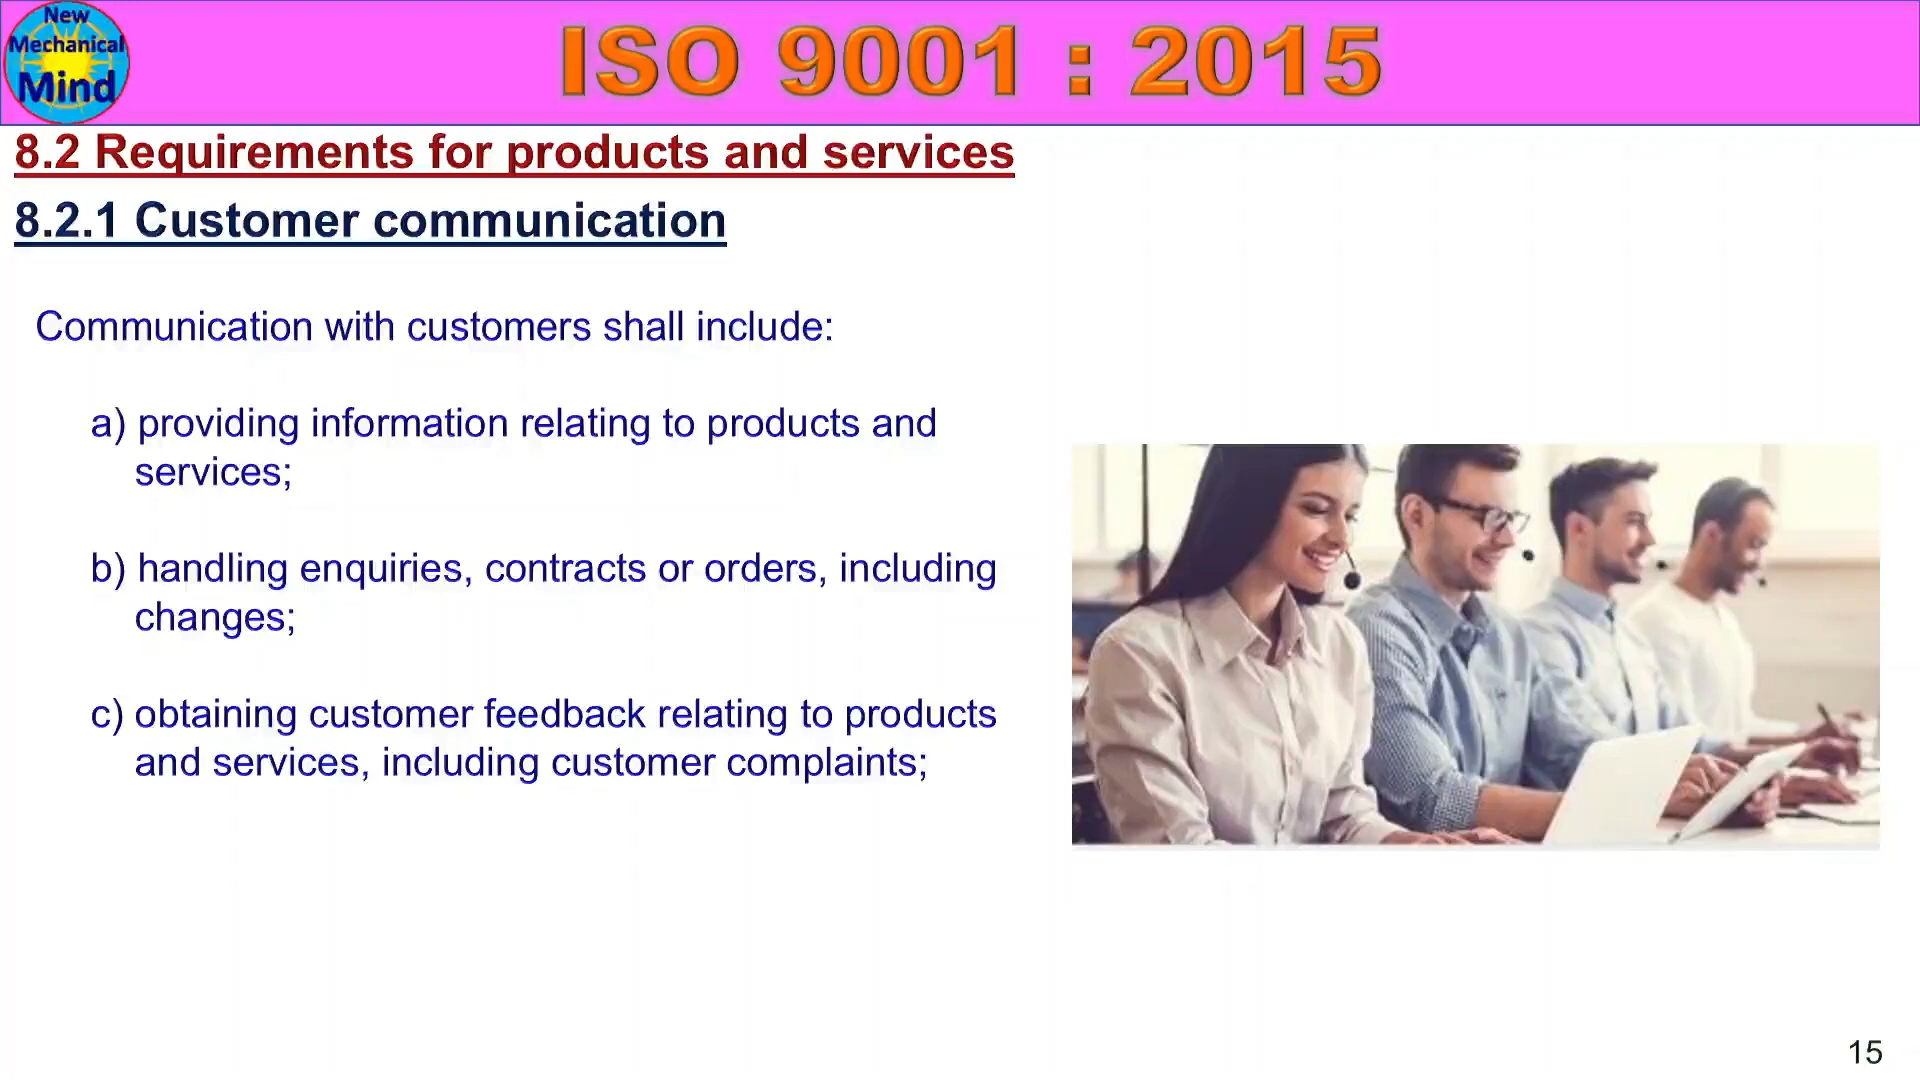 New
Mechanical
Mind
ISO 9001 : 2015
8.2 Requirements for products and services
8.2.1 Customer communication
Communication with customers shall include:
a) providing information relating to products and
services;
b) handling enquiries, contracts or orders, including
changes;
c) obtaining customer feedback relating to products
and services, including customer complaints;
15